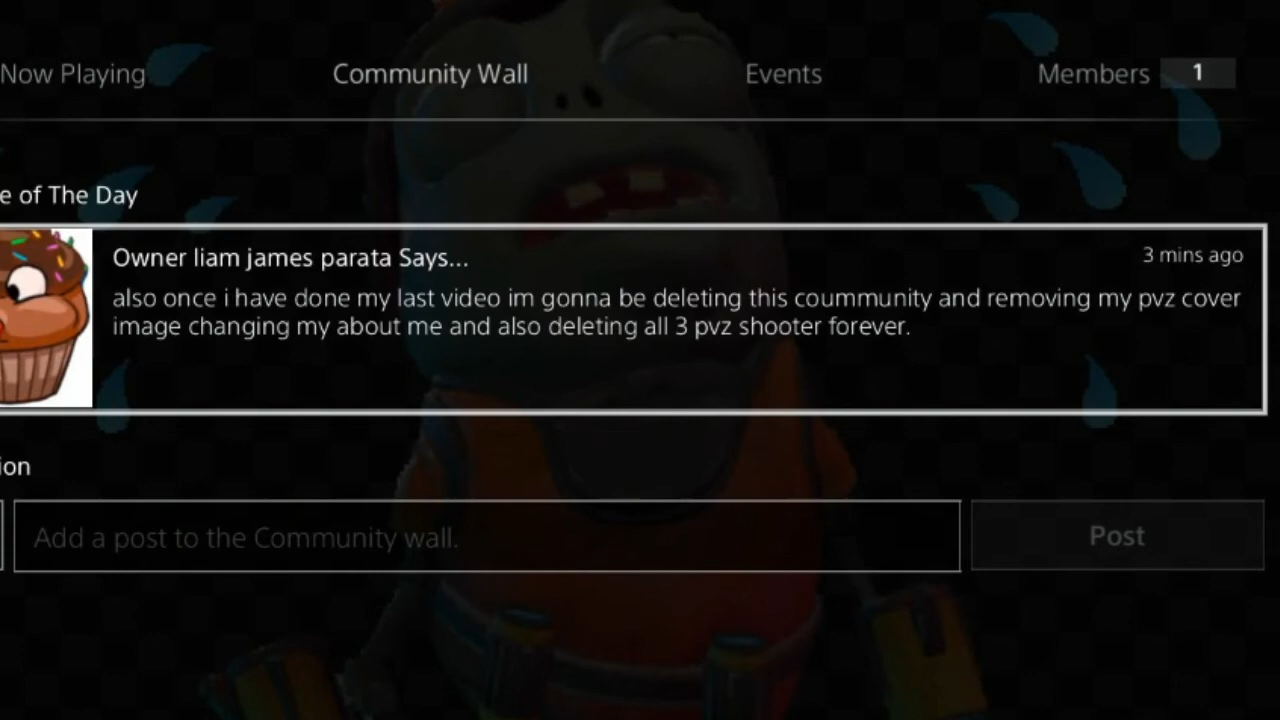 Now Playing Community Wall Events Members 1
e of The Day
Owner liam james parata Says... 3 mins ago
also once i have done my last video im gonna be deleting this coummunity and removing my pvz cover
image changing my about me and also deleting all 3 pvz shooter forever.
ion
Add a post to the Community wall. Post